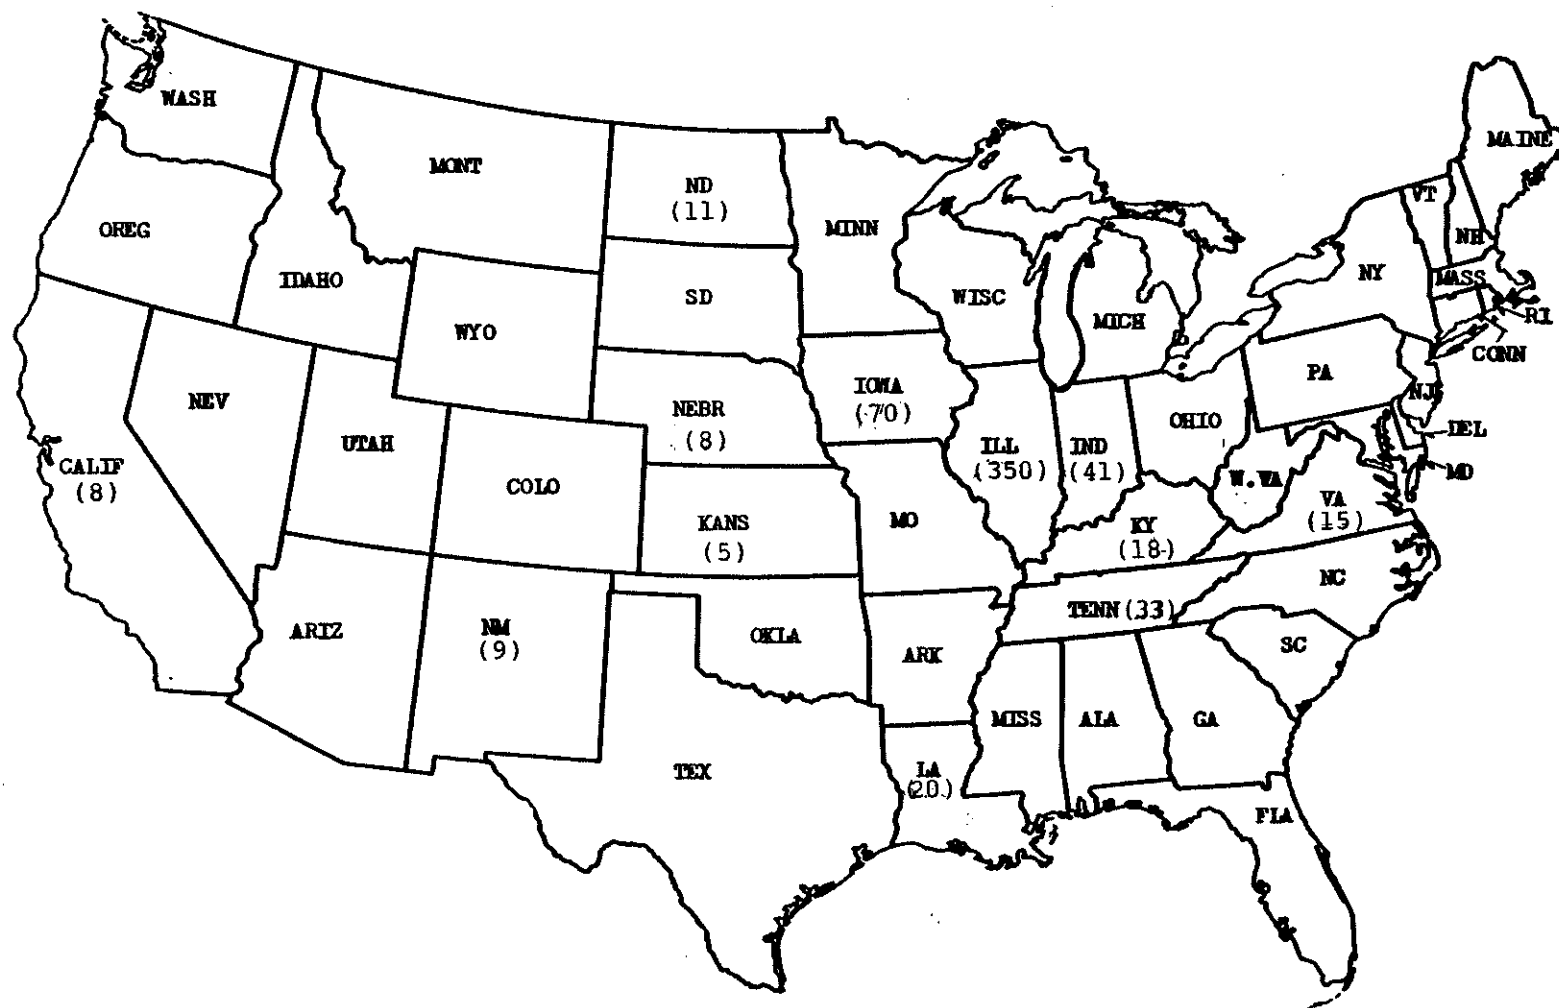 WASH
MONT
ND
(11)
MINN
MAINE
VT
NH
OREG
IDAHO
SD
WISC
MICH
NY
MASS
RI
CONN
WYO
NEV
UTAH
NEBR
(8)
IOWA
(70)
PA
NJ
OHIO
DEL
MD
CALIF
(8)
COLO
KANS
(5)
MO
ILL
(350)
IND
(41)
W.VA
VA
(15)
KY
(18)
NC
TENN (33)
ARIZ
NM
(9)
OKLA
ARK
SC
MISS
ALA
GA
TEX
LA
(20)
FLA